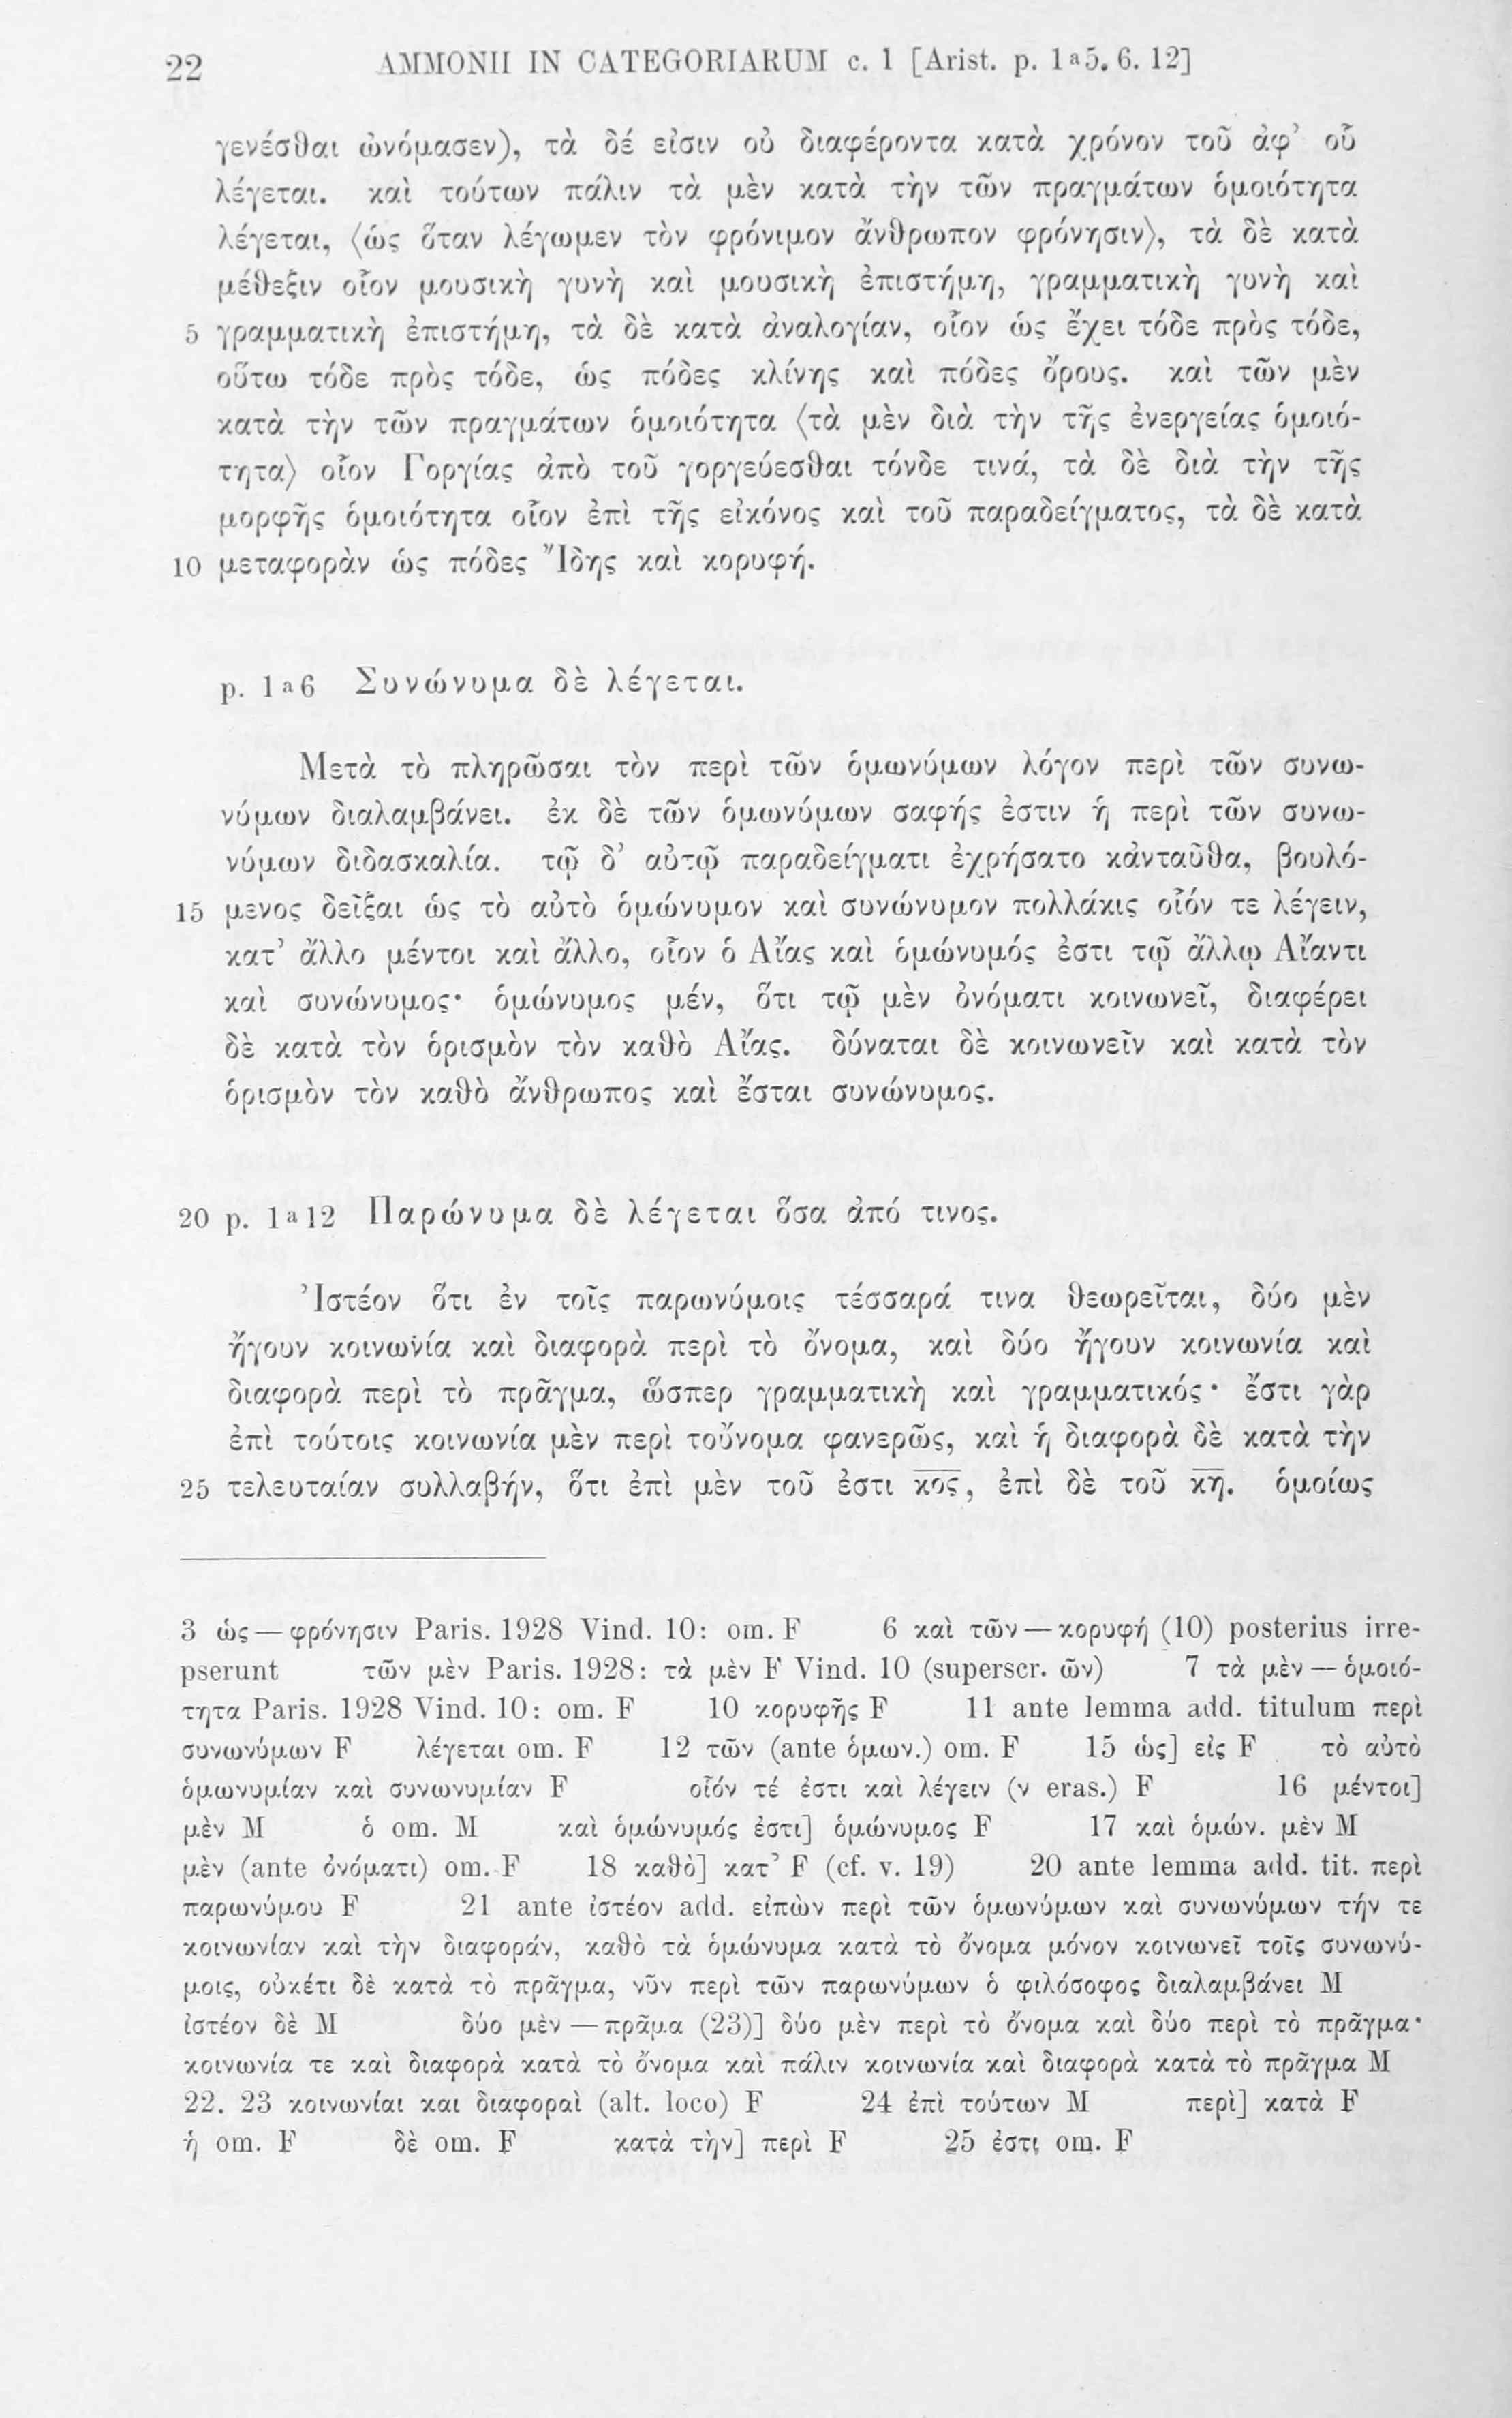 22 AMMONII IN CATEGORIARUM c. 1 [Arist. p. 1ᵃ5. 6. 12]
γενέσθαι ὠνόμασεν), τὰ δέ εἰσιν οὐ διαφέροντα κατὰ χρόνον τοῦ ἀφ’ οὗ
λέγεται. καὶ τούτων πάλιν τὰ μὲν κατὰ τὴν τῶν πραγμάτων ὁμοιότητα
λέγεται, ⟨ὡς ὅταν λέγωμεν τὸν φρόνιμον ἄνθρωπον φρόνησιν⟩, τὰ δὲ κατὰ
μέθεξιν οἷον μουσικὴ γυνὴ καὶ μουσικὴ ἐπιστήμη, γραμματικὴ γυνὴ καὶ
5 γραμματικὴ ἐπιστήμη, τὰ δὲ κατὰ ἀναλογίαν, οἷον ὡς ἔχει τόδε πρὸς τόδε,
οὕτω τόδε πρὸς τόδε, ὡς πόδες κλίνης καὶ πόδες ὄρους. καὶ τῶν μὲν
κατὰ τὴν τῶν πραγμάτων ὁμοιότητα ⟨τὰ μὲν διὰ τὴν τῆς ἐνεργείας ὁμοιό-
τητα⟩ οἷον Γοργίας ἀπὸ τοῦ γοργεύεσθαι τόνδε τινά, τὰ δὲ διὰ τὴν τῆς
μορφῆς ὁμοιότητα οἷον ἐπὶ τῆς εἰκόνος καὶ τοῦ παραδείγματος, τὰ δὲ κατὰ
10 μεταφορὰν ὡς πόδες Ἴδης καὶ κορυφή.
p. 1ᵃ6 Συνώνυμα δὲ λέγεται.
Μετὰ τὸ πληρῶσαι τὸν περὶ τῶν ὁμωνύμων λόγον περὶ τῶν συνω-
νύμων διαλαμβάνει. ἐκ δὲ τῶν ὁμωνύμων σαφής ἐστιν ἡ περὶ τῶν συνω-
νύμων διδασκαλία. τῷ δ’ αὐτῷ παραδείγματι ἐχρήσατο κἀνταῦθα, βουλό-
15 μενος δεῖξαι ὡς τὸ αὐτὸ ὁμώνυμον καὶ συνώνυμον πολλάκις οἷόν τε λέγειν,
κατ’ ἄλλο μέντοι καὶ ἄλλο, οἷον ὁ Αἴας καὶ ὁμώνυμός ἐστι τῷ ἄλλῳ Αἴαντι
καὶ συνώνυμος· ὁμώνυμος μέν, ὅτι τῷ μὲν ὀνόματι κοινωνεῖ, διαφέρει
δὲ κατὰ τὸν ὁρισμὸν τὸν καθὸ Αἴας. δύναται δὲ κοινωνεῖν καὶ κατὰ τὸν
ὁρισμὸν τὸν καθὸ ἄνθρωπος καὶ ἔσται συνώνυμος.
20 p. 1ᵃ12 Παρώνυμα δὲ λέγεται ὅσα ἀπό τινος.
Ἰστέον ὅτι ἐν τοῖς παρωνύμοις τέσσαρά τινα θεωρεῖται, δύο μὲν
ἤγουν κοινωνία καὶ διαφορὰ περὶ τὸ ὄνομα, καὶ δύο ἤγουν κοινωνία καὶ
διαφορὰ περὶ τὸ πρᾶγμα, ὥσπερ γραμματικὴ καὶ γραμματικός· ἔστι γὰρ
ἐπὶ τούτοις κοινωνία μὲν περὶ τοὔνομα φανερῶς, καὶ ἡ διαφορὰ δὲ κατὰ τὴν
25 τελευταίαν συλλαβήν, ὅτι ἐπὶ μὲν τοῦ ἐστι κος, ἐπὶ δὲ τοῦ κη. ὁμοίως
3 ὡς — φρόνησιν Paris. 1928 Vind. 10: om. F 6 καὶ τῶν — κορυφή (10) posterius irre-
pserunt τῶν μὲν Paris. 1928: τὰ μὲν F Vind. 10 (superscr. ῶν) 7 τὰ μὲν — ὁμοιό-
τητα Paris. 1928 Vind. 10: om. F 10 κορυφῆς F 11 ante lemma add. titulum περὶ
συνωνύμων F λέγεται om. F 12 τῶν (ante ὁμων.) om. F 15 ὡς] εἰς F τὸ αὐτὸ
ὁμωνυμίαν καὶ συνωνυμίαν F οἷόν τέ ἐστι καὶ λέγειν (ν eras.) F 16 μέντοι]
μὲν M ὁ om. M καὶ ὁμώνυμός ἐστι] ὁμώνυμος F 17 καὶ ὁμών. μὲν M
μὲν (ante ὀνόματι) om. F 18 καθὸ] κατ’ F (cf. v. 19) 20 ante lemma add. tit. περὶ
παρωνύμου F 21 ante ἰστέον add. εἰπὼν περὶ τῶν ὁμωνύμων καὶ συνωνύμων τήν τε
κοινωνίαν καὶ τὴν διαφοράν, καθὸ τὰ ὁμώνυμα κατὰ τὸ ὄνομα μόνον κοινωνεῖ τοῖς συνωνύ-
μοις, οὐκέτι δὲ κατὰ τὸ πρᾶγμα, νῦν περὶ τῶν παρωνύμων ὁ φιλόσοφος διαλαμβάνει M
ἰστέον δὲ M δύο μὲν — πρᾶμα (23)] δύο μὲν περὶ τὸ ὄνομα καὶ δύο περὶ τὸ πρᾶγμα·
κοινωνία τε καὶ διαφορὰ κατὰ τὸ ὄνομα καὶ πάλιν κοινωνία καὶ διαφορὰ κατὰ τὸ πρᾶγμα M
22. 23 κοινωνίαι και διαφοραὶ (alt. loco) F 24 ἐπὶ τούτων M περὶ] κατὰ F
ἡ om. F δὲ om. F κατὰ τὴν] περὶ F 25 ἐστι om. F